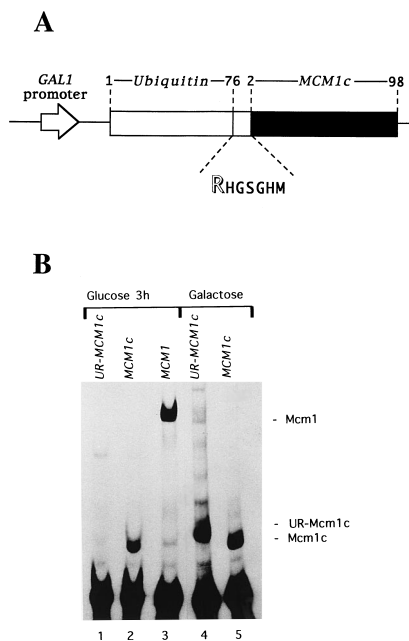 A
GAL1 promoter
1 Ubiquitin 76 2 MCM1c 98
RHGSGHM
B
Glucose 3h Galactose
UR-MCM1c MCM1c MCM1 UR-MCM1c MCM1c
- Mcm1
- UR-Mcm1c
- Mcm1c
1 2 3 4 5